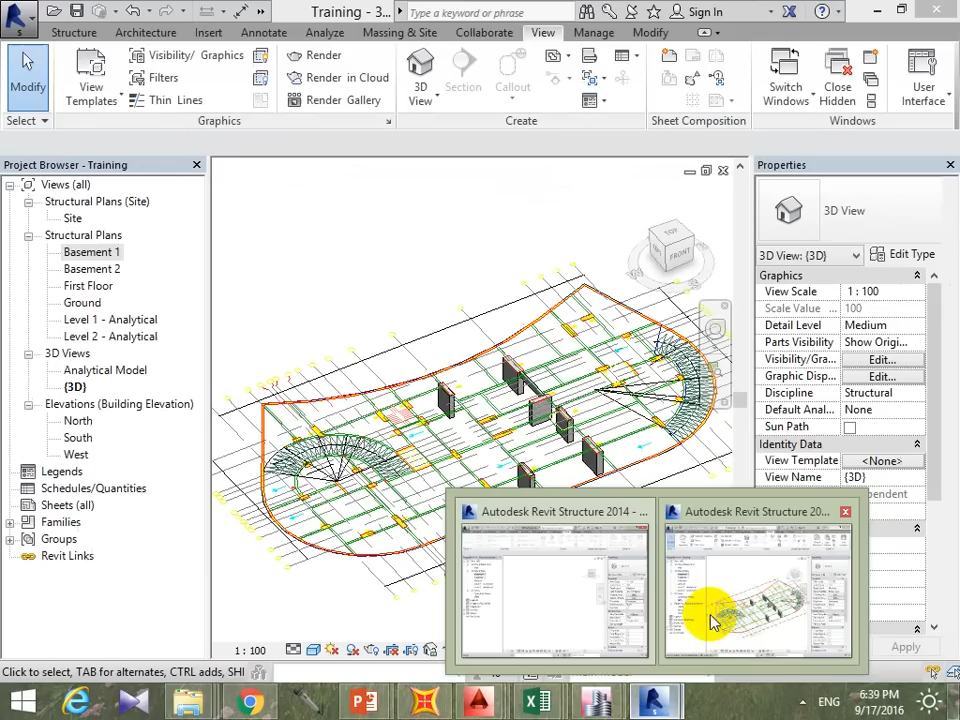 Training - 3...
Type a keyword or phrase
Sign In
Structure
Architecture
Insert
Annotate
Analyze
Massing & Site
Collaborate
View
Manage
Modify
Modify
View Templates
Visibility/ Graphics
Filters
Thin Lines
Render
Render in Cloud
Render Gallery
3D View
Section
Callout
Switch Windows
Close Hidden
User Interface
Select
Graphics
Create
Sheet Composition
Windows
Project Browser - Training
Views (all)
Structural Plans (Site)
Site
Structural Plans
Basement 1
Basement 2
First Floor
Ground
Level 1 - Analytical
Level 2 - Analytical
3D Views
Analytical Model
{3D}
Elevations (Building Elevation)
North
South
West
Legends
Schedules/Quantities
Sheets (all)
Families
Groups
Revit Links
TOP
FRONT
Properties
3D View
3D View: {3D}
Edit Type
Graphics
View Scale 1 : 100
Scale Value 100
Detail Level Medium
Parts Visibility Show Origi...
Visibility/Gra... Edit...
Graphic Disp... Edit...
Discipline Structural
Default Anal... None
Sun Path
Identity Data
View Template <None>
View Name {3D}
Apply
Autodesk Revit Structure 2014 - ...
Autodesk Revit Structure 20...
1 : 100
Click to select, TAB for alternates, CTRL adds, SHI
ENG
6:39 PM
9/17/2016